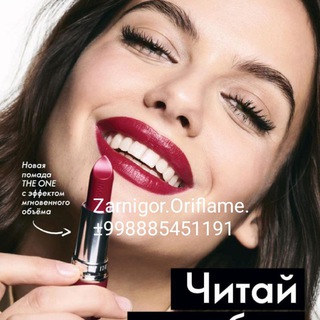 Новая
помада
THE ONE
с эффектом
мгновенного
объёма
Zarnigor.Oriflame.
±998885451191
Читай